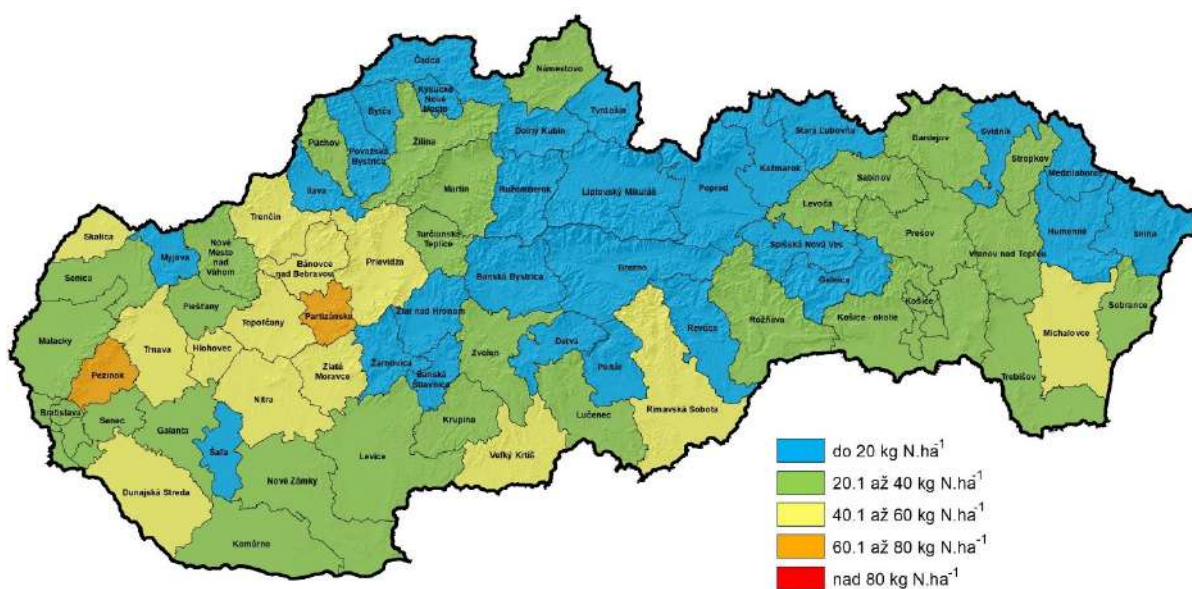 Čadca
Námestovo
Kysucké
Nové
Mesto
Bytča
Tvrdošín
Púchov
Považská
Bystrica
Žilina
Dolný Kubín
Stará Ľubovňa
Bardejov
Svidník
Stropkov
Medzilaborce
Kežmarok
Sabinov
Ilava
Martin
Ružomberok
Liptovský Mikuláš
Poprad
Levoča
Humenné
Snina
Trenčín
Turčianske
Teplice
Prešov
Vranov nad Topľou
Skalica
Myjava
Nové
Mesto
nad
Váhom
Bánovce
nad Bebravou
Prievidza
Spišská Nová Ves
Gelnica
Banská Bystrica
Brezno
Senica
Piešťany
Partizánske
Žiar nad Hronom
Košice
Sobrance
Topoľčany
Košice - okolie
Michalovce
Malacky
Trnava
Hlohovec
Zvolen
Detva
Revúca
Rožňava
Pezinok
Zlaté
Moravce
Žarnovica
Banská
Štiavnica
Poltár
Nitra
Trebišov
Bratislava
Senec
Galanta
Krupina
Lučenec
Rimavská Sobota
Šaľa
Levice
Veľký Krtíš
Dunajská Streda
Nové Zámky
Komárno
do 20 kg N.ha⁻¹
20.1 až 40 kg N.ha⁻¹
40.1 až 60 kg N.ha⁻¹
60.1 až 80 kg N.ha⁻¹
nad 80 kg N.ha⁻¹